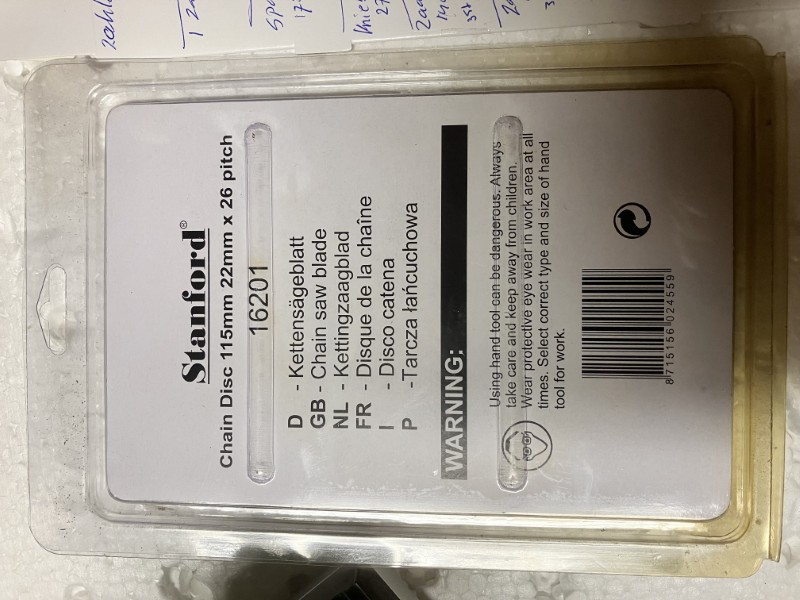 Stanford®
Chain Disc 115mm 22mm x 26 pitch
16201
D - Kettensägeblatt
GB - Chain saw blade
NL - Kettingzaagblad
FR - Disque de la chaîne
I - Disco catena
P -Tarcza łańcuchowa
WARNING:
Using hand tool can be dangerous. Always
take care and keep away from children.
Wear protective eye wear in work area at all
times. Select correct type and size of hand
tool for work.
8715156024559